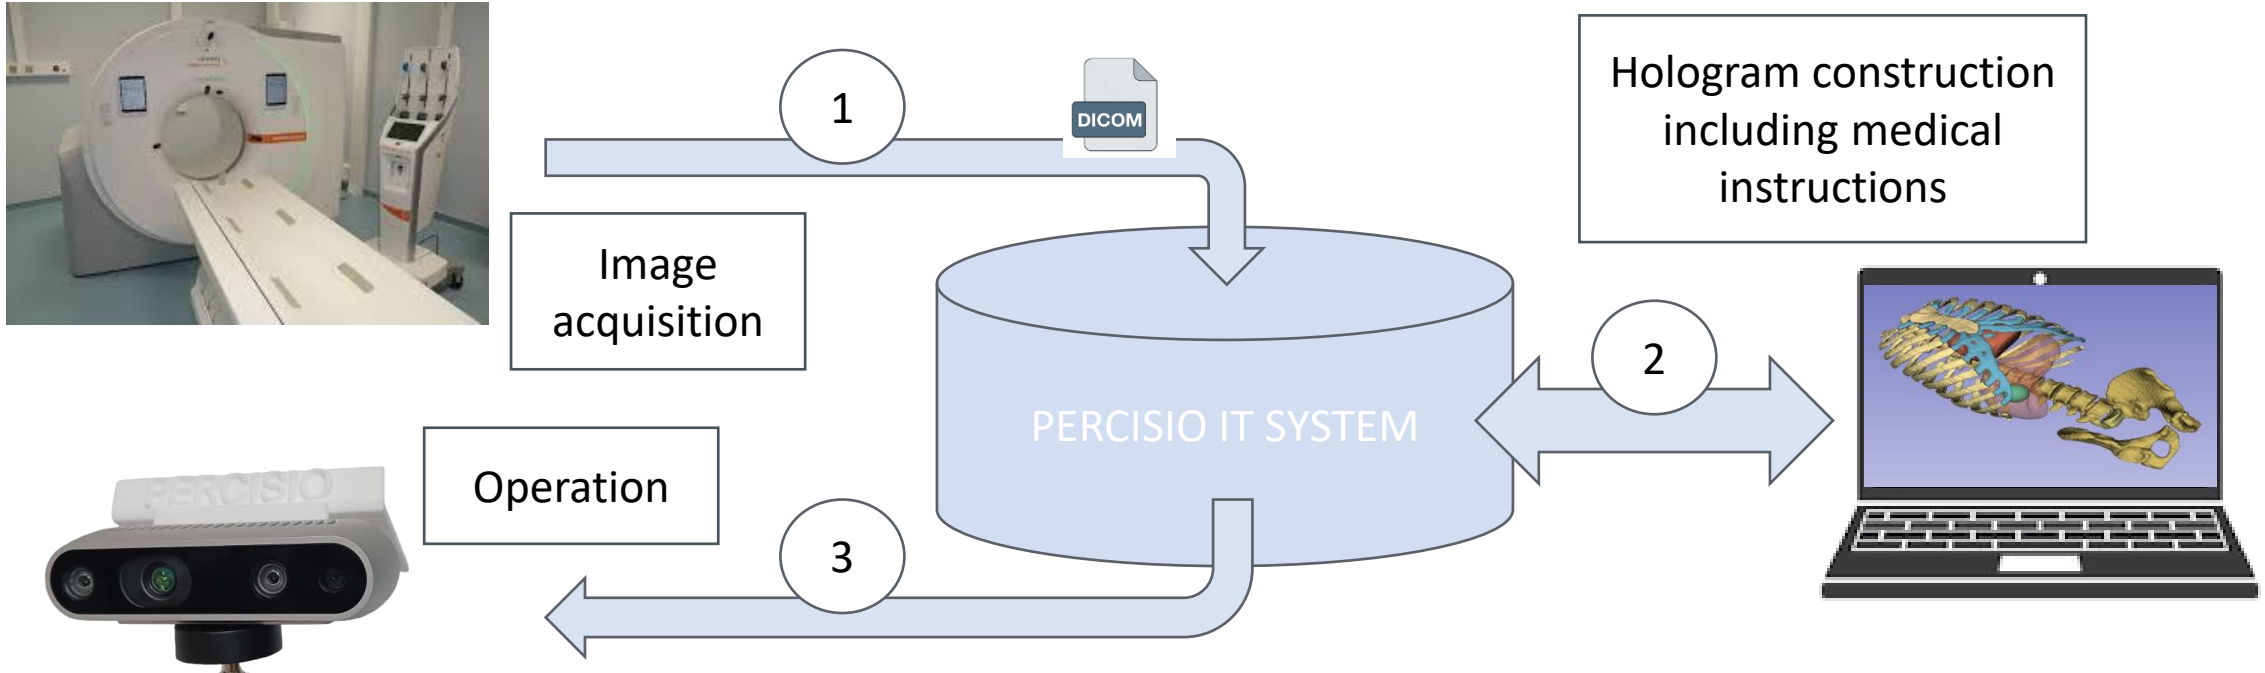 1
DICOM
Hologram construction
including medical
instructions
Image
acquisition
2
PERCISIO IT SYSTEM
Operation
PERCISIO
3